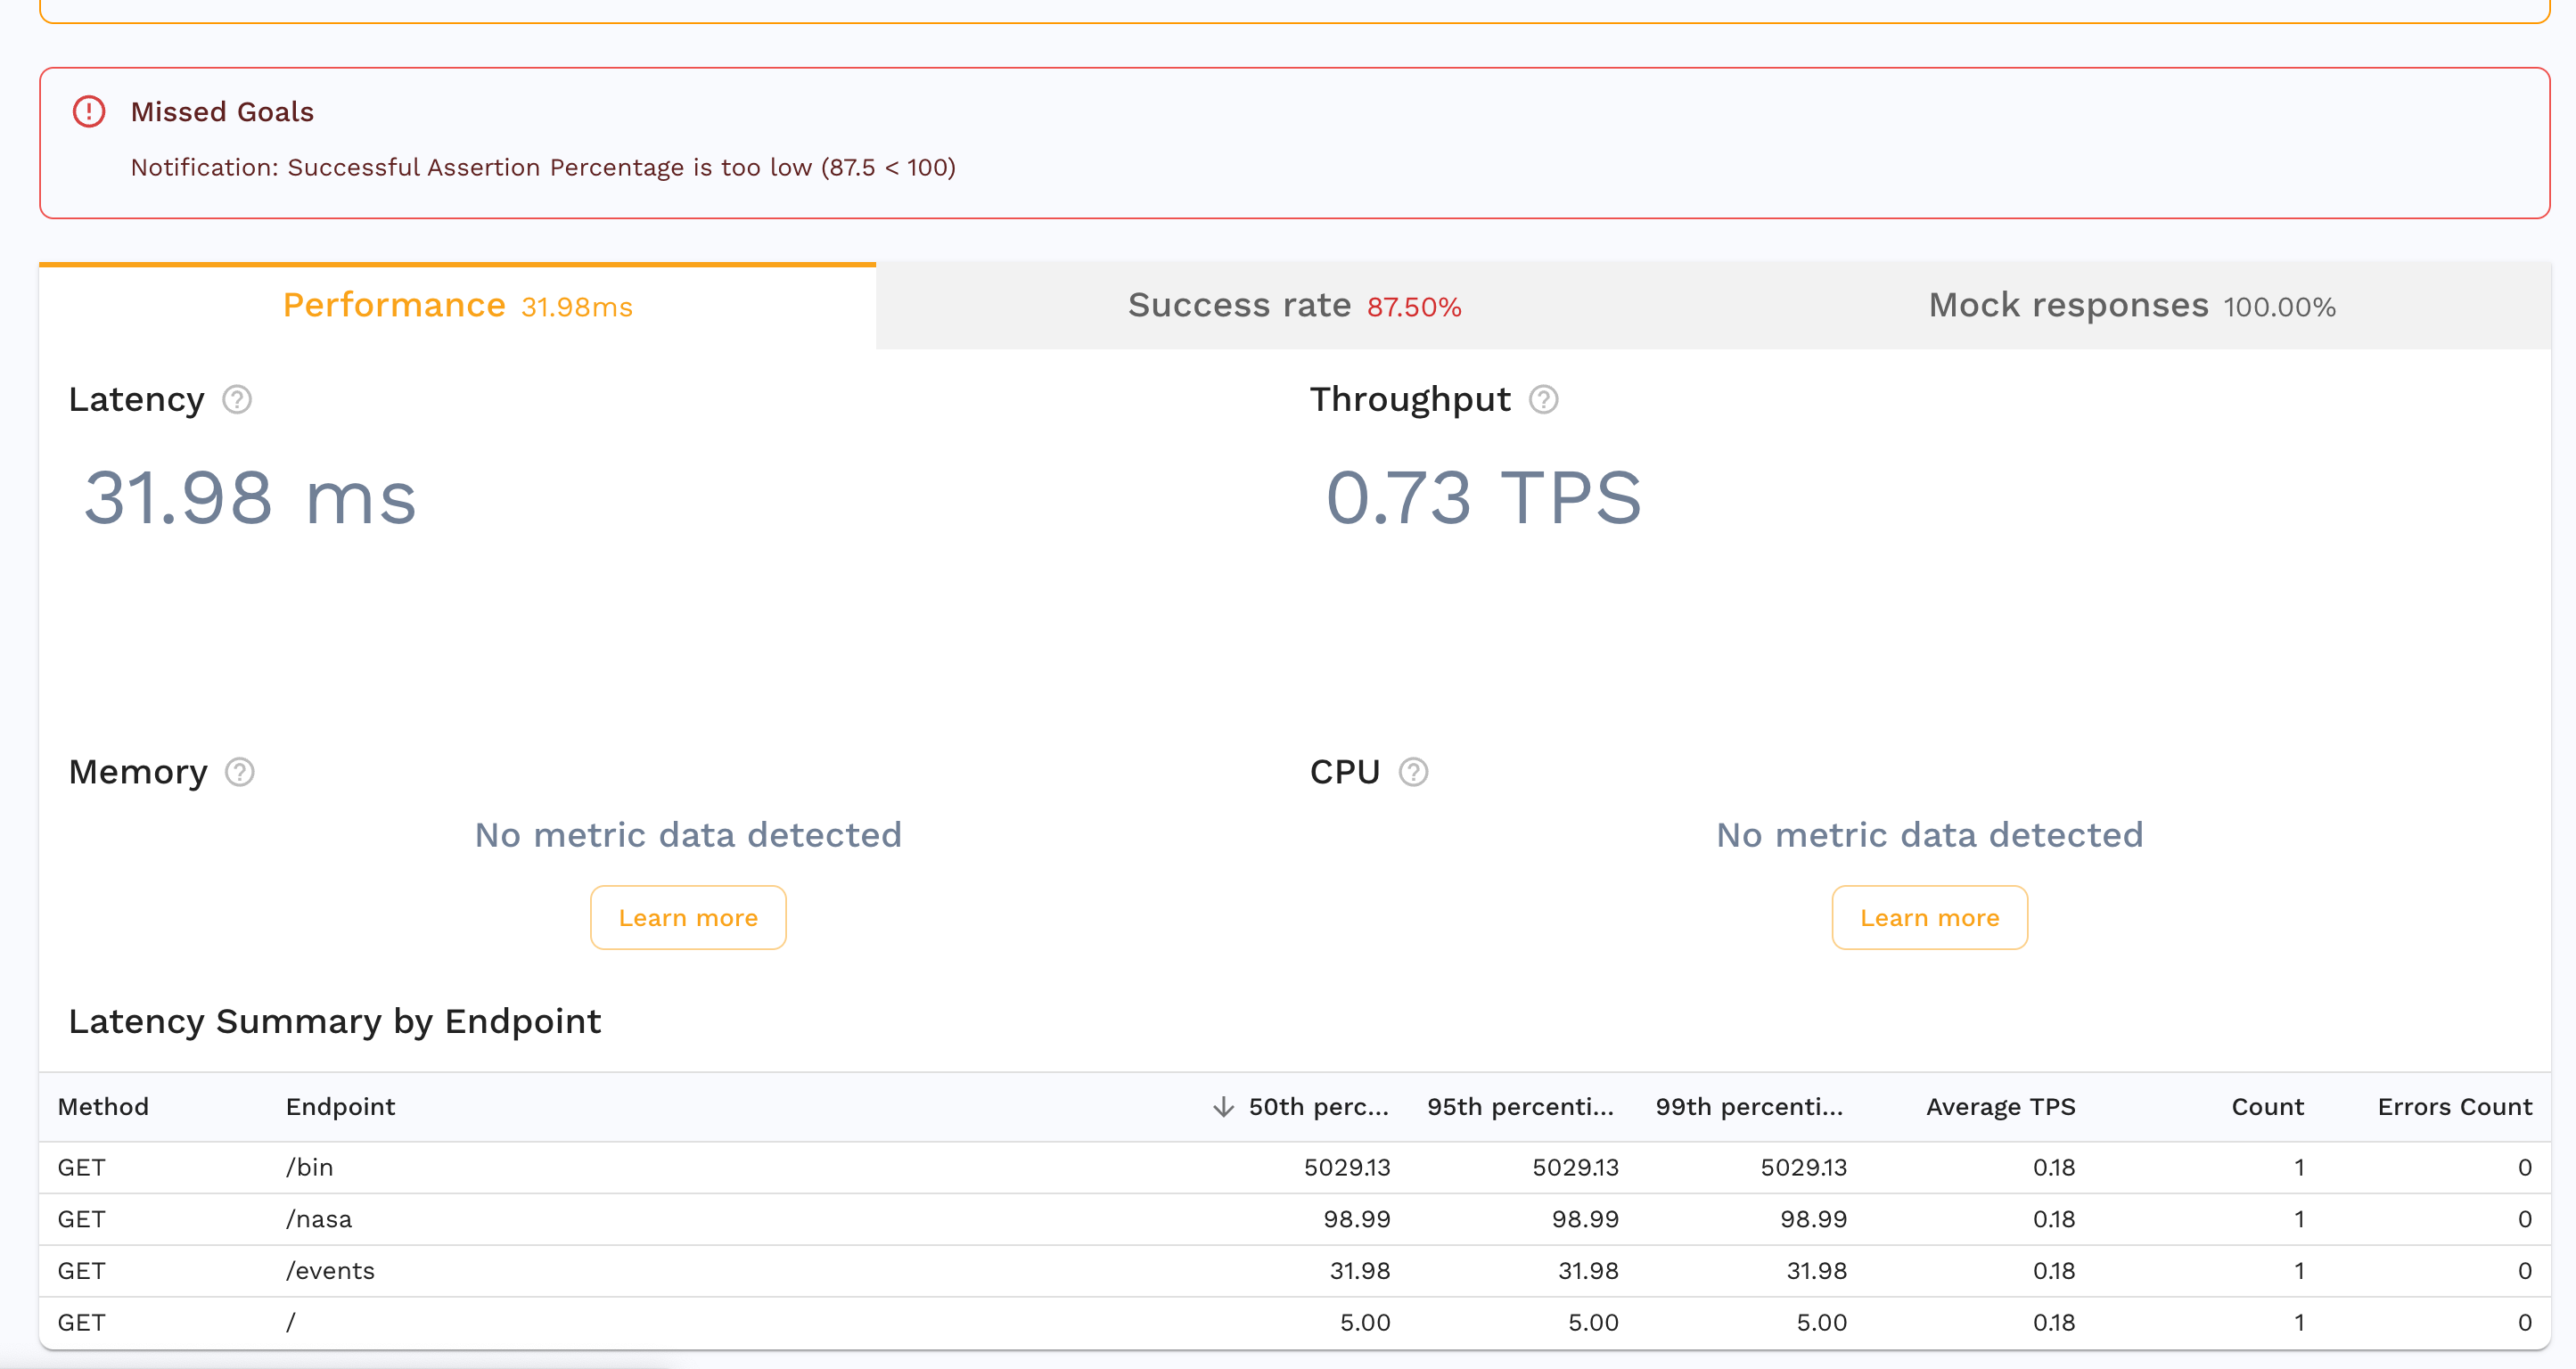 Missed Goals
Notification: Successful Assertion Percentage is too low (87.5 < 100)
Performance 31.98ms Success rate 87.50% Mock responses 100.00%
Latency Throughput
31.98 ms 0.73 TPS
Memory CPU
No metric data detected No metric data detected
Learn more Learn more
Latency Summary by Endpoint
Method Endpoint 50th perc... 95th percenti... 99th percenti... Average TPS Count Errors Count
GET /bin 5029.13 5029.13 5029.13 0.18 1 0
GET /nasa 98.99 98.99 98.99 0.18 1 0
GET /events 31.98 31.98 31.98 0.18 1 0
GET / 5.00 5.00 5.00 0.18 1 0